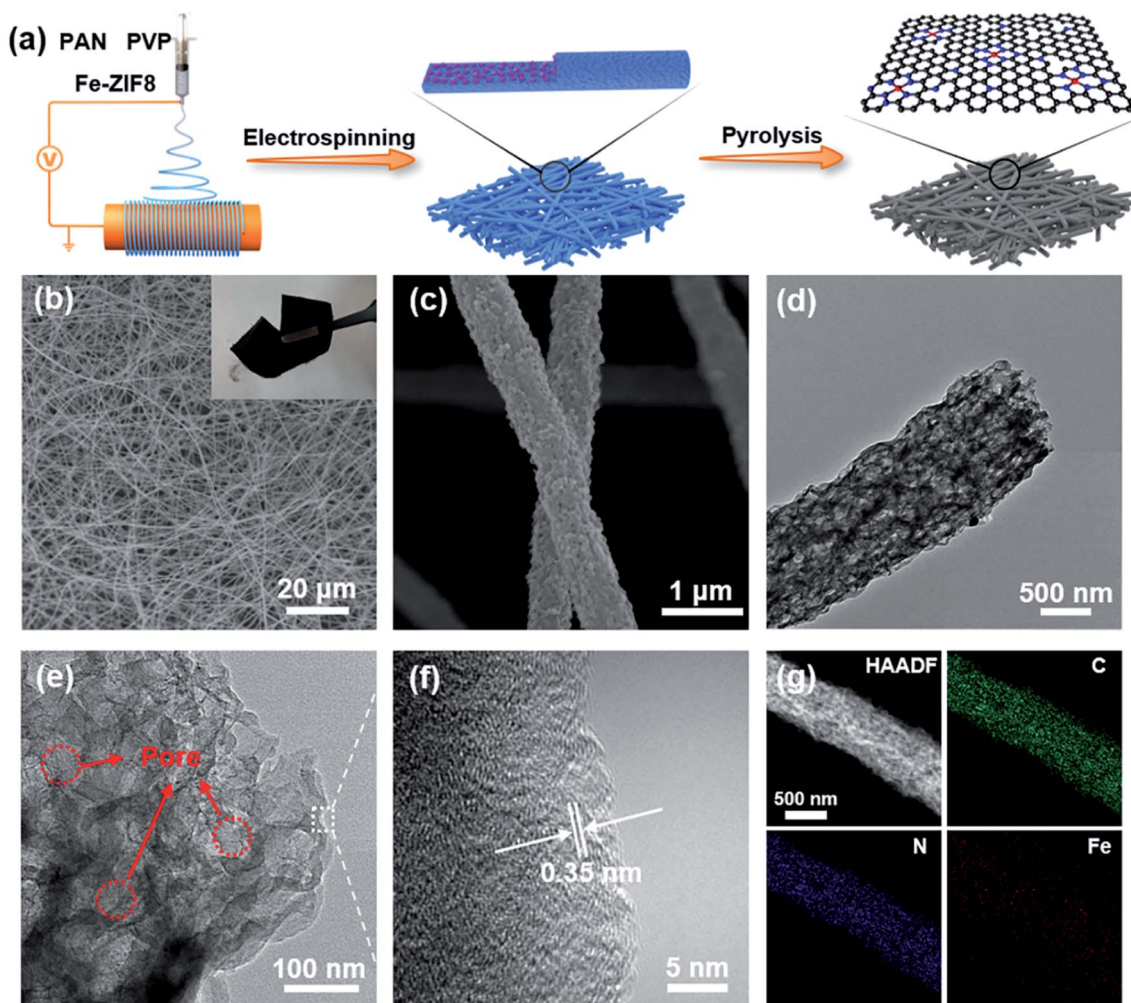 (a) PAN PVP
Fe-ZIF8
V
Electrospinning
Pyrolysis
(b)
20 μm
(c)
1 μm
(d)
500 nm
(e)
Pore
100 nm
(f)
0.35 nm
5 nm
(g)
HAADF
500 nm
C
N
Fe